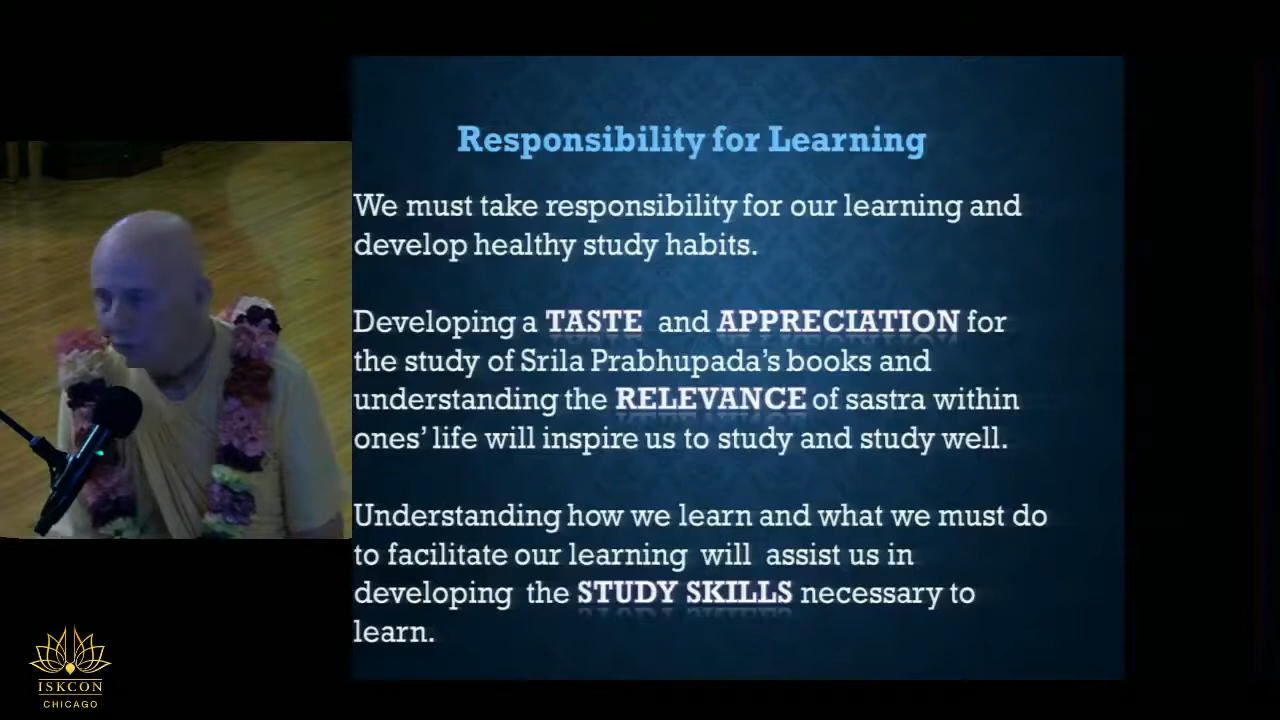 Responsibility for Learning
We must take responsibility for our learning and
develop healthy study habits.
Developing a TASTE and APPRECIATION for
the study of Srila Prabhupada's books and
understanding the RELEVANCE of sastra within
ones' life will inspire us to study and study well.
Understanding how we learn and what we must do
to facilitate our learning will assist us in
developing the STUDY SKILLS necessary to
learn.
ISKCON
CHICAGO